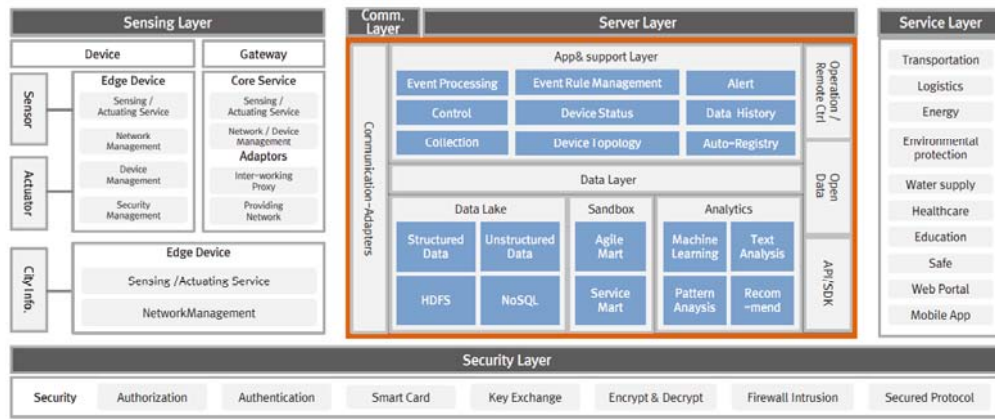 Sensing Layer
Device
Gateway
Sensor
Actuator
City Info.
Edge Device
Sensing /
Actuating Service
Network
Management
Device
Management
Security
Management
Core Service
Sensing /
Actuating Service
Network / Device
Management
Adaptors
Inter-working
Proxy
Providing
Network
Edge Device
Sensing /Actuating Service
NetworkManagement
Comm.
Layer
Server Layer
Communication-Adapters
App& support Layer
Event Processing
Event Rule Management
Alert
Control
Device Status
Data History
Collection
Device Topology
Auto-Registry
Data Layer
Data Lake
Structured
Data
Unstructured
Data
HDFS
NoSQL
Sandbox
Agile
Mart
Service
Mart
Analytics
Machine
Learning
Text
Analysis
Pattern
Anaysis
Recom
-mend
Operation /
Remote Ctrl
Open
Data
API/SDK
Service Layer
Transportation
Logistics
Energy
Environmental
protection
Water supply
Healthcare
Education
Safe
Web Portal
Mobile App
Security Layer
Security
Authorization
Authentication
Smart Card
Key Exchange
Encrypt & Decrypt
Firewall Intrusion
Secured Protocol